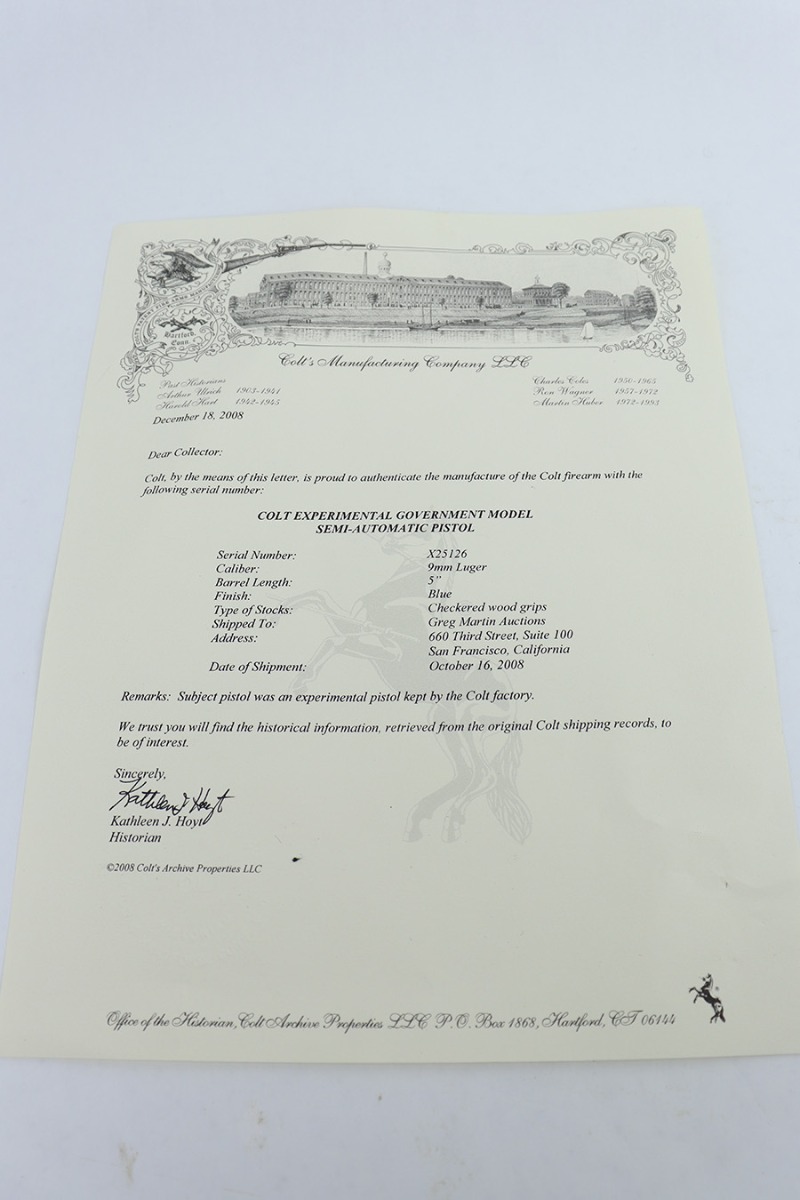 Hartford
Conn
Colt's Manufacturing Company LLC
Past Historians
Arthur Ulrich 1903-1941
Harold Hart 1942-1945
Charles Coles 1950-1965
Ron Wagner 1957-1972
Martin Huber 1972-1993
December 18, 2008
Dear Collector:
Colt, by the means of this letter, is proud to authenticate the manufacture of the Colt firearm with the
following serial number:
COLT EXPERIMENTAL GOVERNMENT MODEL
SEMI-AUTOMATIC PISTOL
Serial Number: X25126
Caliber: 9mm Luger
Barrel Length: 5"
Finish: Blue
Type of Stocks: Checkered wood grips
Shipped To: Greg Martin Auctions
Address: 660 Third Street, Suite 100
San Francisco, California
Date of Shipment: October 16, 2008
Remarks: Subject pistol was an experimental pistol kept by the Colt factory.
We trust you will find the historical information, retrieved from the original Colt shipping records, to
be of interest.
Sincerely,
Kathleen J Hoyt
Kathleen J. Hoyt
Historian
©2008 Colt's Archive Properties LLC
Office of the Historian, Colt Archive Properties LLC P.O. Box 1868, Hartford, CT 06144